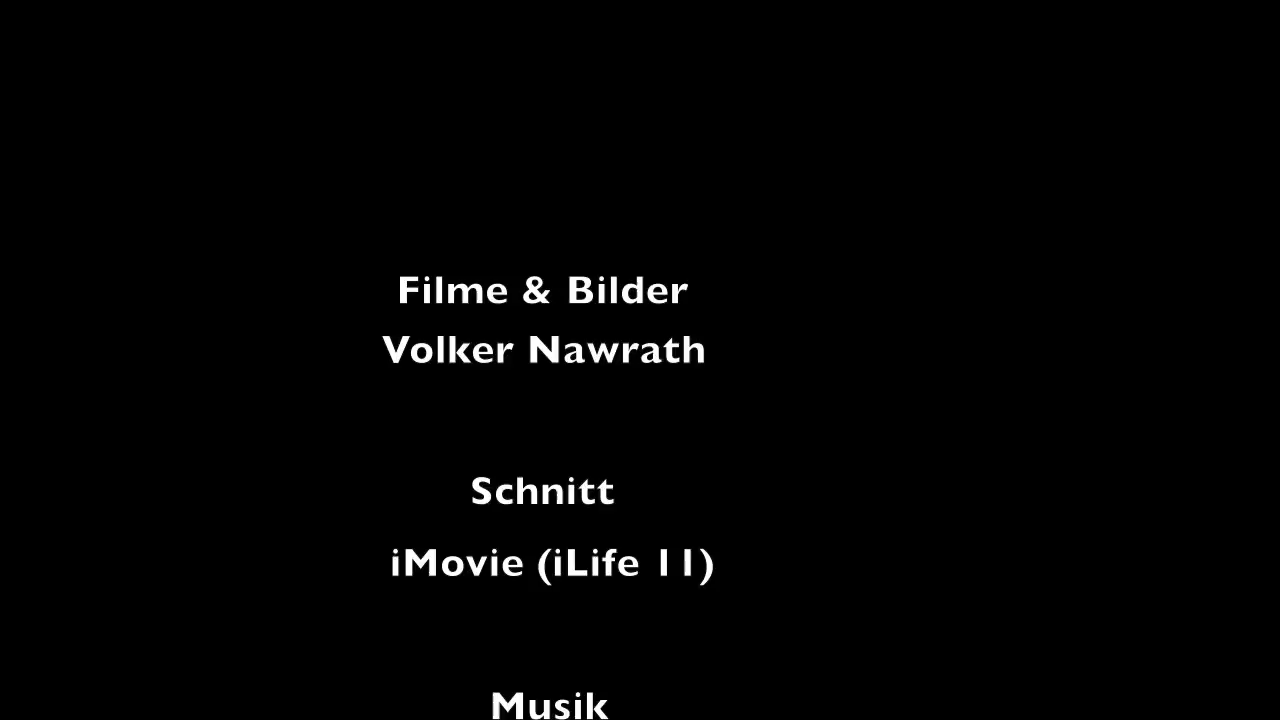 Filme & Bilder
Volker Nawrath
Schnitt
iMovie (iLife 11)
Musik